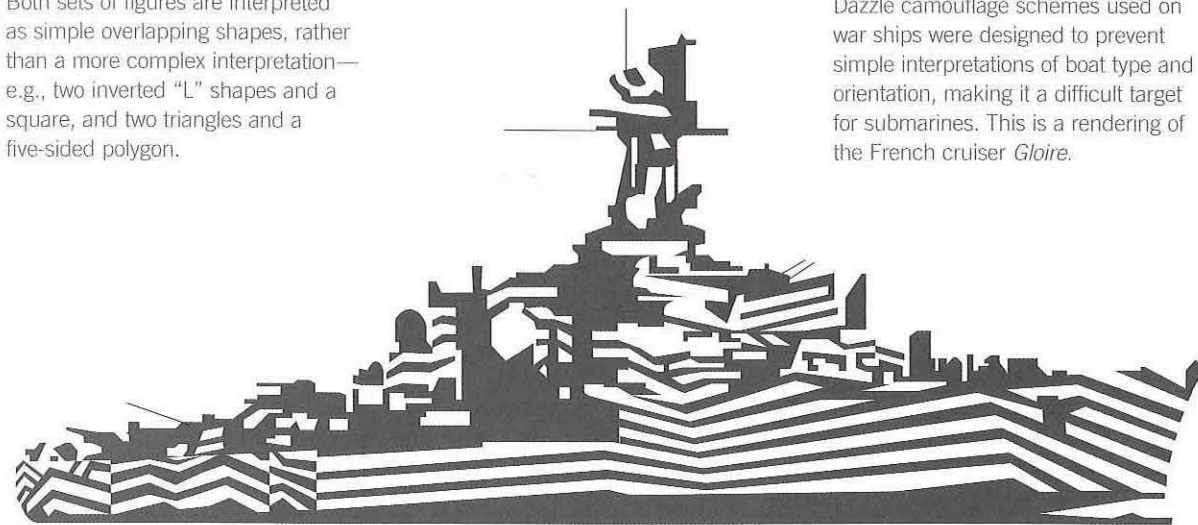 Both sets of figures are interpreted
as simple overlapping shapes, rather
than a more complex interpretation—
e.g., two inverted “L” shapes and a
square, and two triangles and a
five-sided polygon.
Dazzle camouflage schemes used on
war ships were designed to prevent
simple interpretations of boat type and
orientation, making it a difficult target
for submarines. This is a rendering of
the French cruiser Gloire.